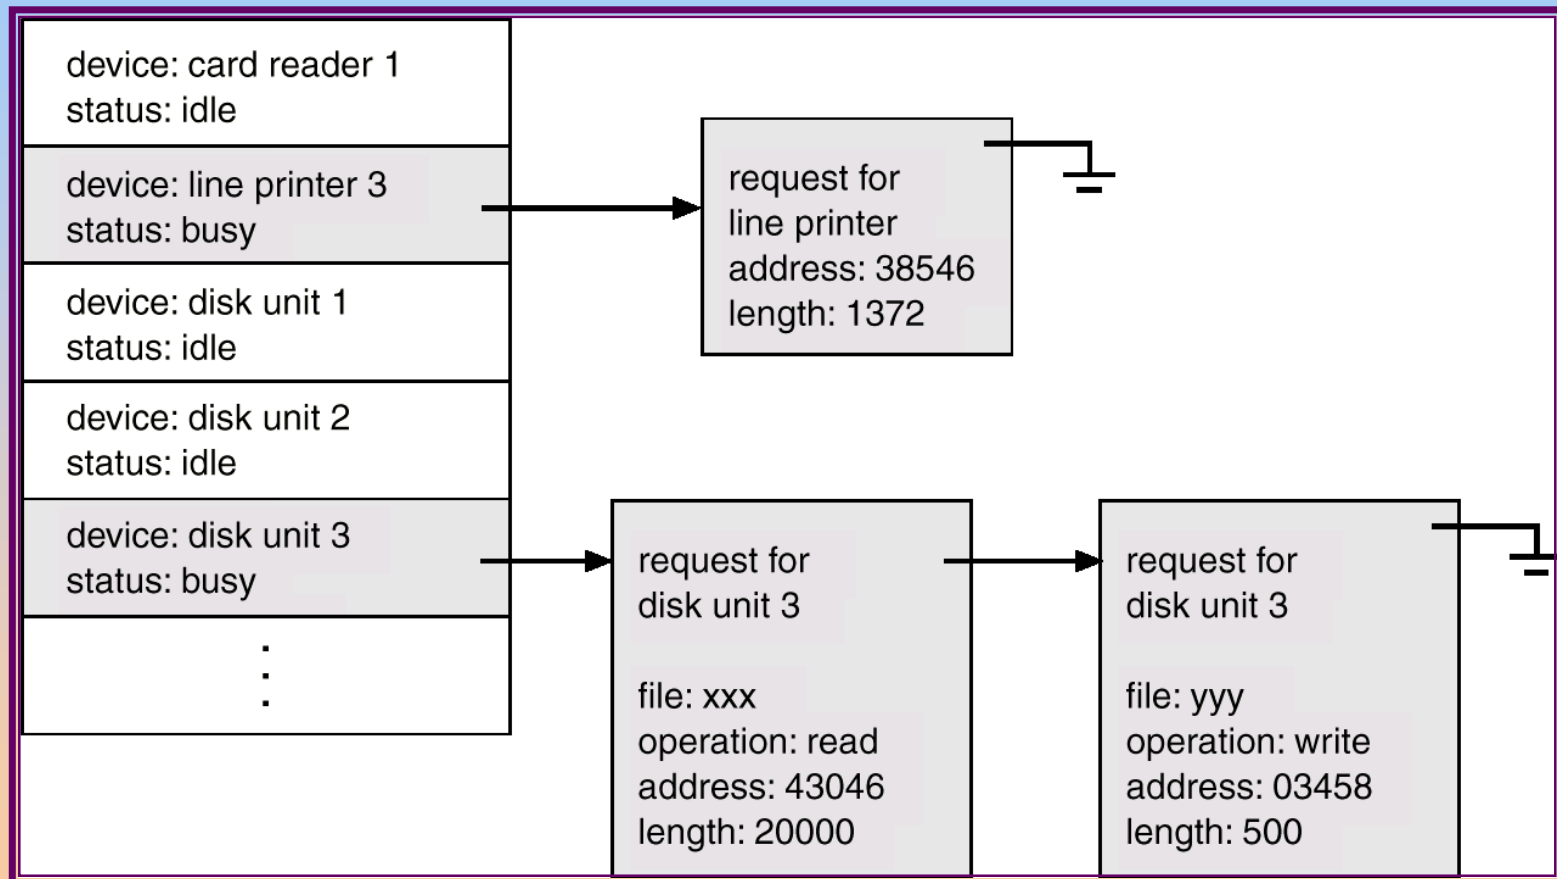 device: card reader 1
status: idle
device: line printer 3
status: busy
device: disk unit 1
status: idle
device: disk unit 2
status: idle
device: disk unit 3
status: busy
request for
line printer
address: 38546
length: 1372
request for
disk unit 3
file: xxx
operation: read
address: 43046
length: 20000
request for
disk unit 3
file: yyy
operation: write
address: 03458
length: 500